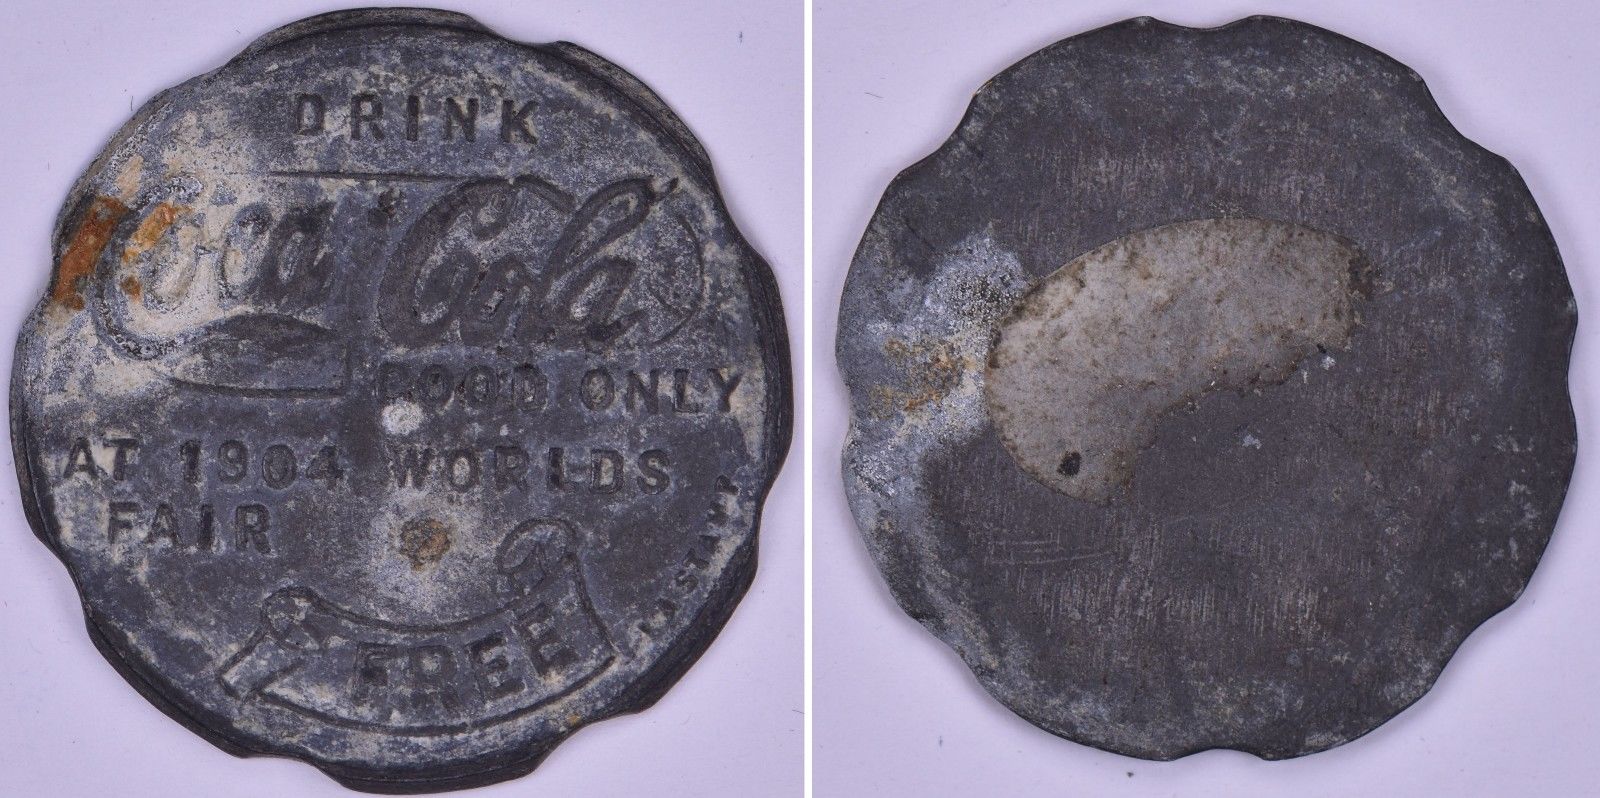 DRINK
Coca Cola
GOOD ONLY
AT 1904 WORLDS
FAIR
FREE